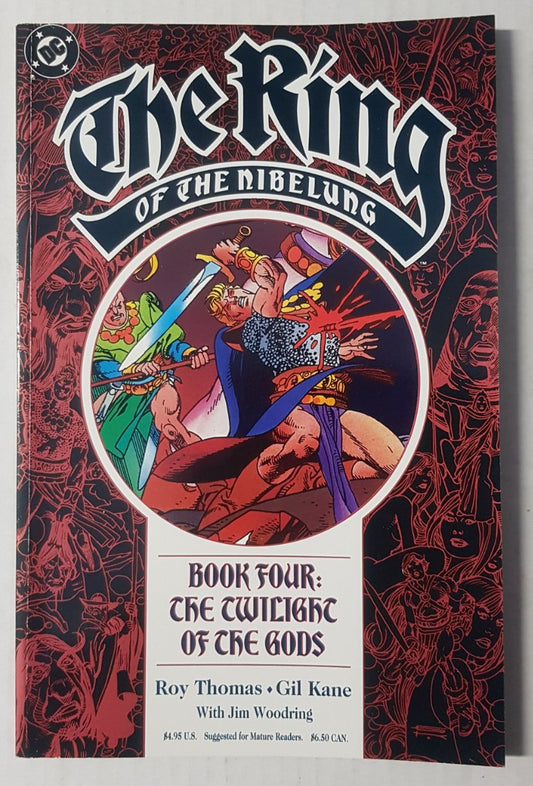 DC
The Ring
OF THE NIBELUNG
TM
BOOK FOUR:
THE TWILIGHT
OF THE GODS
Roy Thomas • Gil Kane
With Jim Woodring
$4.95 U.S. Suggested for Mature Readers. $6.50 CAN.